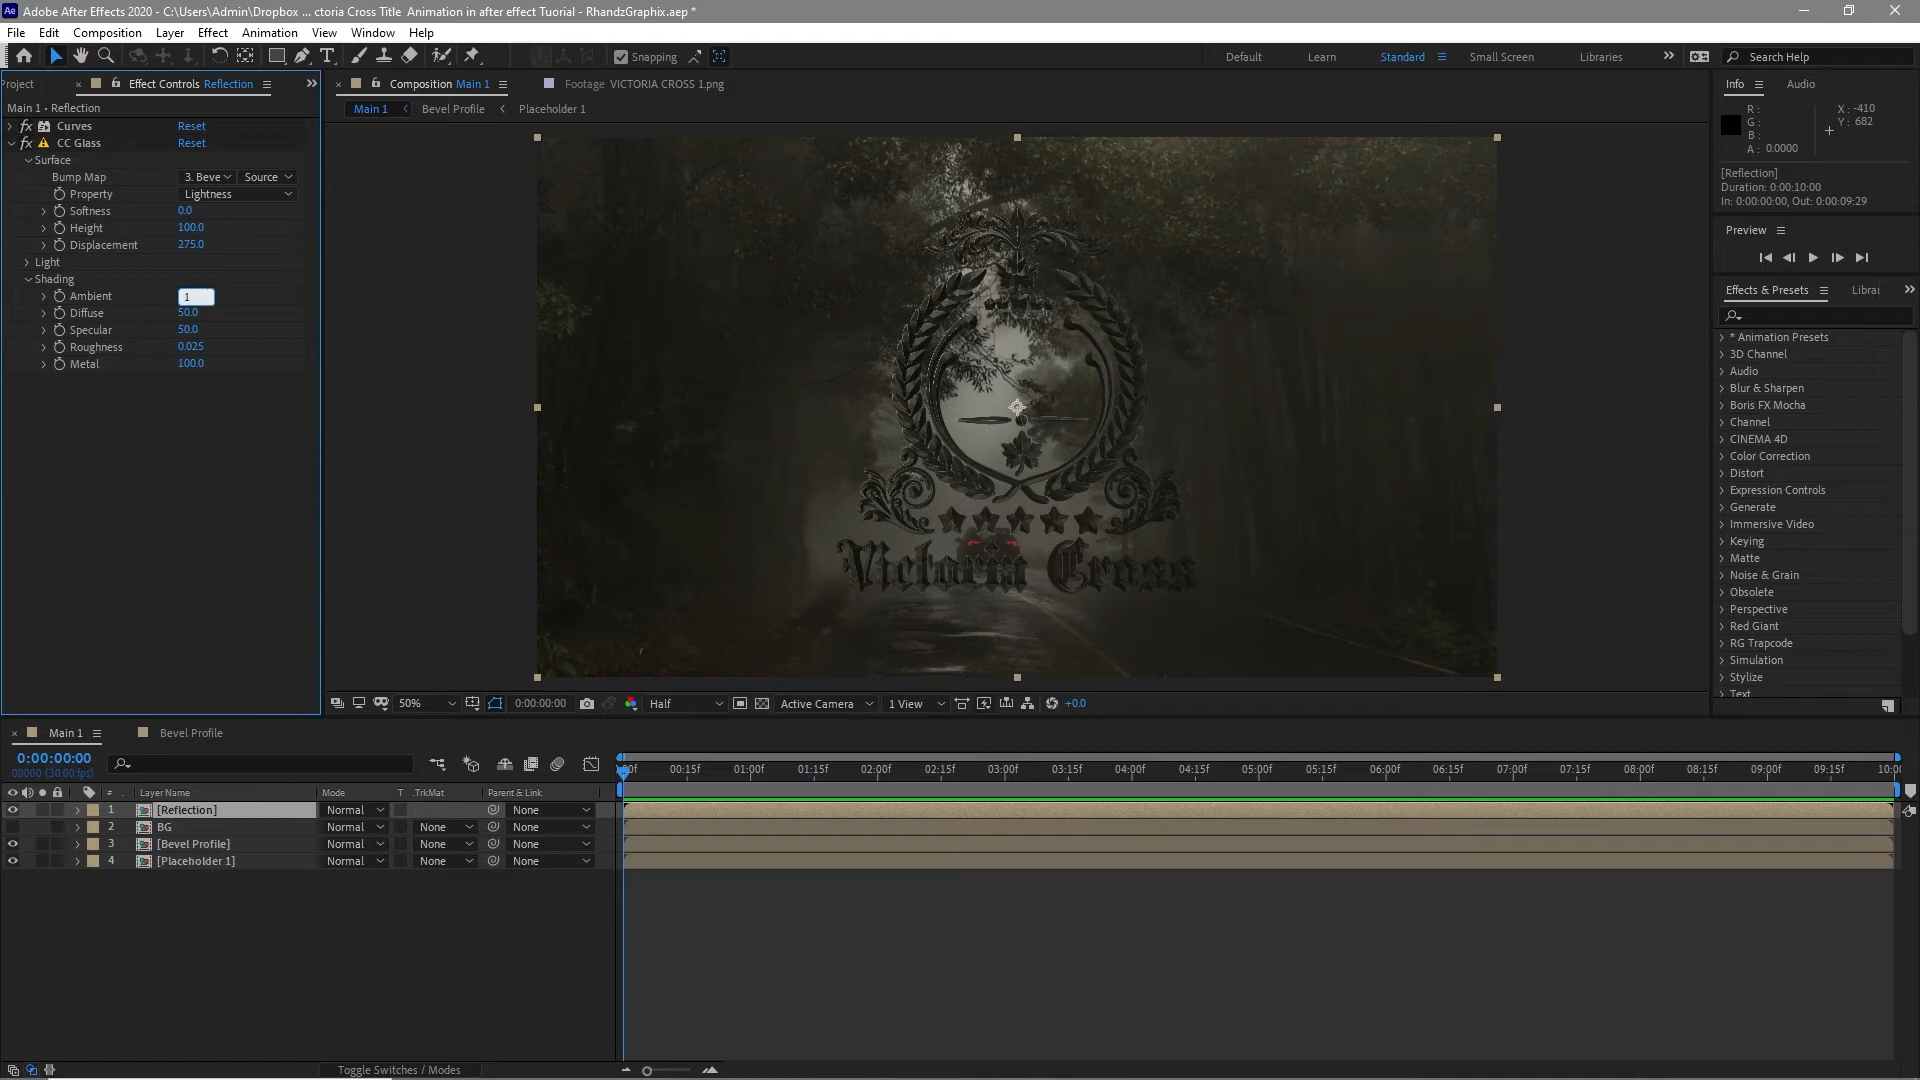 Adobe After Effects 2020 - C:\Users\Admin\Dropbox ... ctoria Cross Title  Animation in after effect Tuorial - RhandzGraphix.aep *
File Edit Composition Layer Effect Animation View Window Help
Snapping Default Learn Standard Small Screen Libraries Search Help
Project Effect Controls Reflection Composition Main 1 Footage VICTORIA CROSS 1.png Info Audio
Main 1 • Reflection Main 1 Bevel Profile Placeholder 1
R: X: -410
G: Y: 682
B:
A: 0.0000
fx Curves Reset
fx CC Glass Reset
Surface
Bump Map 3. Beve Source
Property Lightness
Softness 0.0
Height 100.0
Displacement 275.0
Light
Shading
Ambient 1
Diffuse 50.0
Specular 50.0
Roughness 0.025
Metal 100.0
Victoria Cross
[Reflection]
Duration: 0:00:10:00
In: 0:00:00:00, Out: 0:00:09:29
Preview
Effects & Presets Librar
* Animation Presets
3D Channel
Audio
Blur & Sharpen
Boris FX Mocha
Channel
CINEMA 4D
Color Correction
Distort
Expression Controls
Generate
Immersive Video
Keying
Matte
Noise & Grain
Obsolete
Perspective
Red Giant
RG Trapcode
Simulation
Stylize
Text
50% 0:00:00:00 Half Active Camera 1 View +0.0
Main 1 Bevel Profile
0:00:00:00
00000 (30.00 fps)
:00f 00:15f 01:00f 01:15f 02:00f 02:15f 03:00f 03:15f 04:00f 04:15f 05:00f 05:15f 06:00f 06:15f 07:00f 07:15f 08:00f 08:15f 09:00f 09:15f 10:0
# Layer Name Mode T .TrkMat Parent & Link
1 [Reflection] Normal None
2 BG Normal None None
3 [Bevel Profile] Normal None None
4 [Placeholder 1] Normal None None
Toggle Switches / Modes